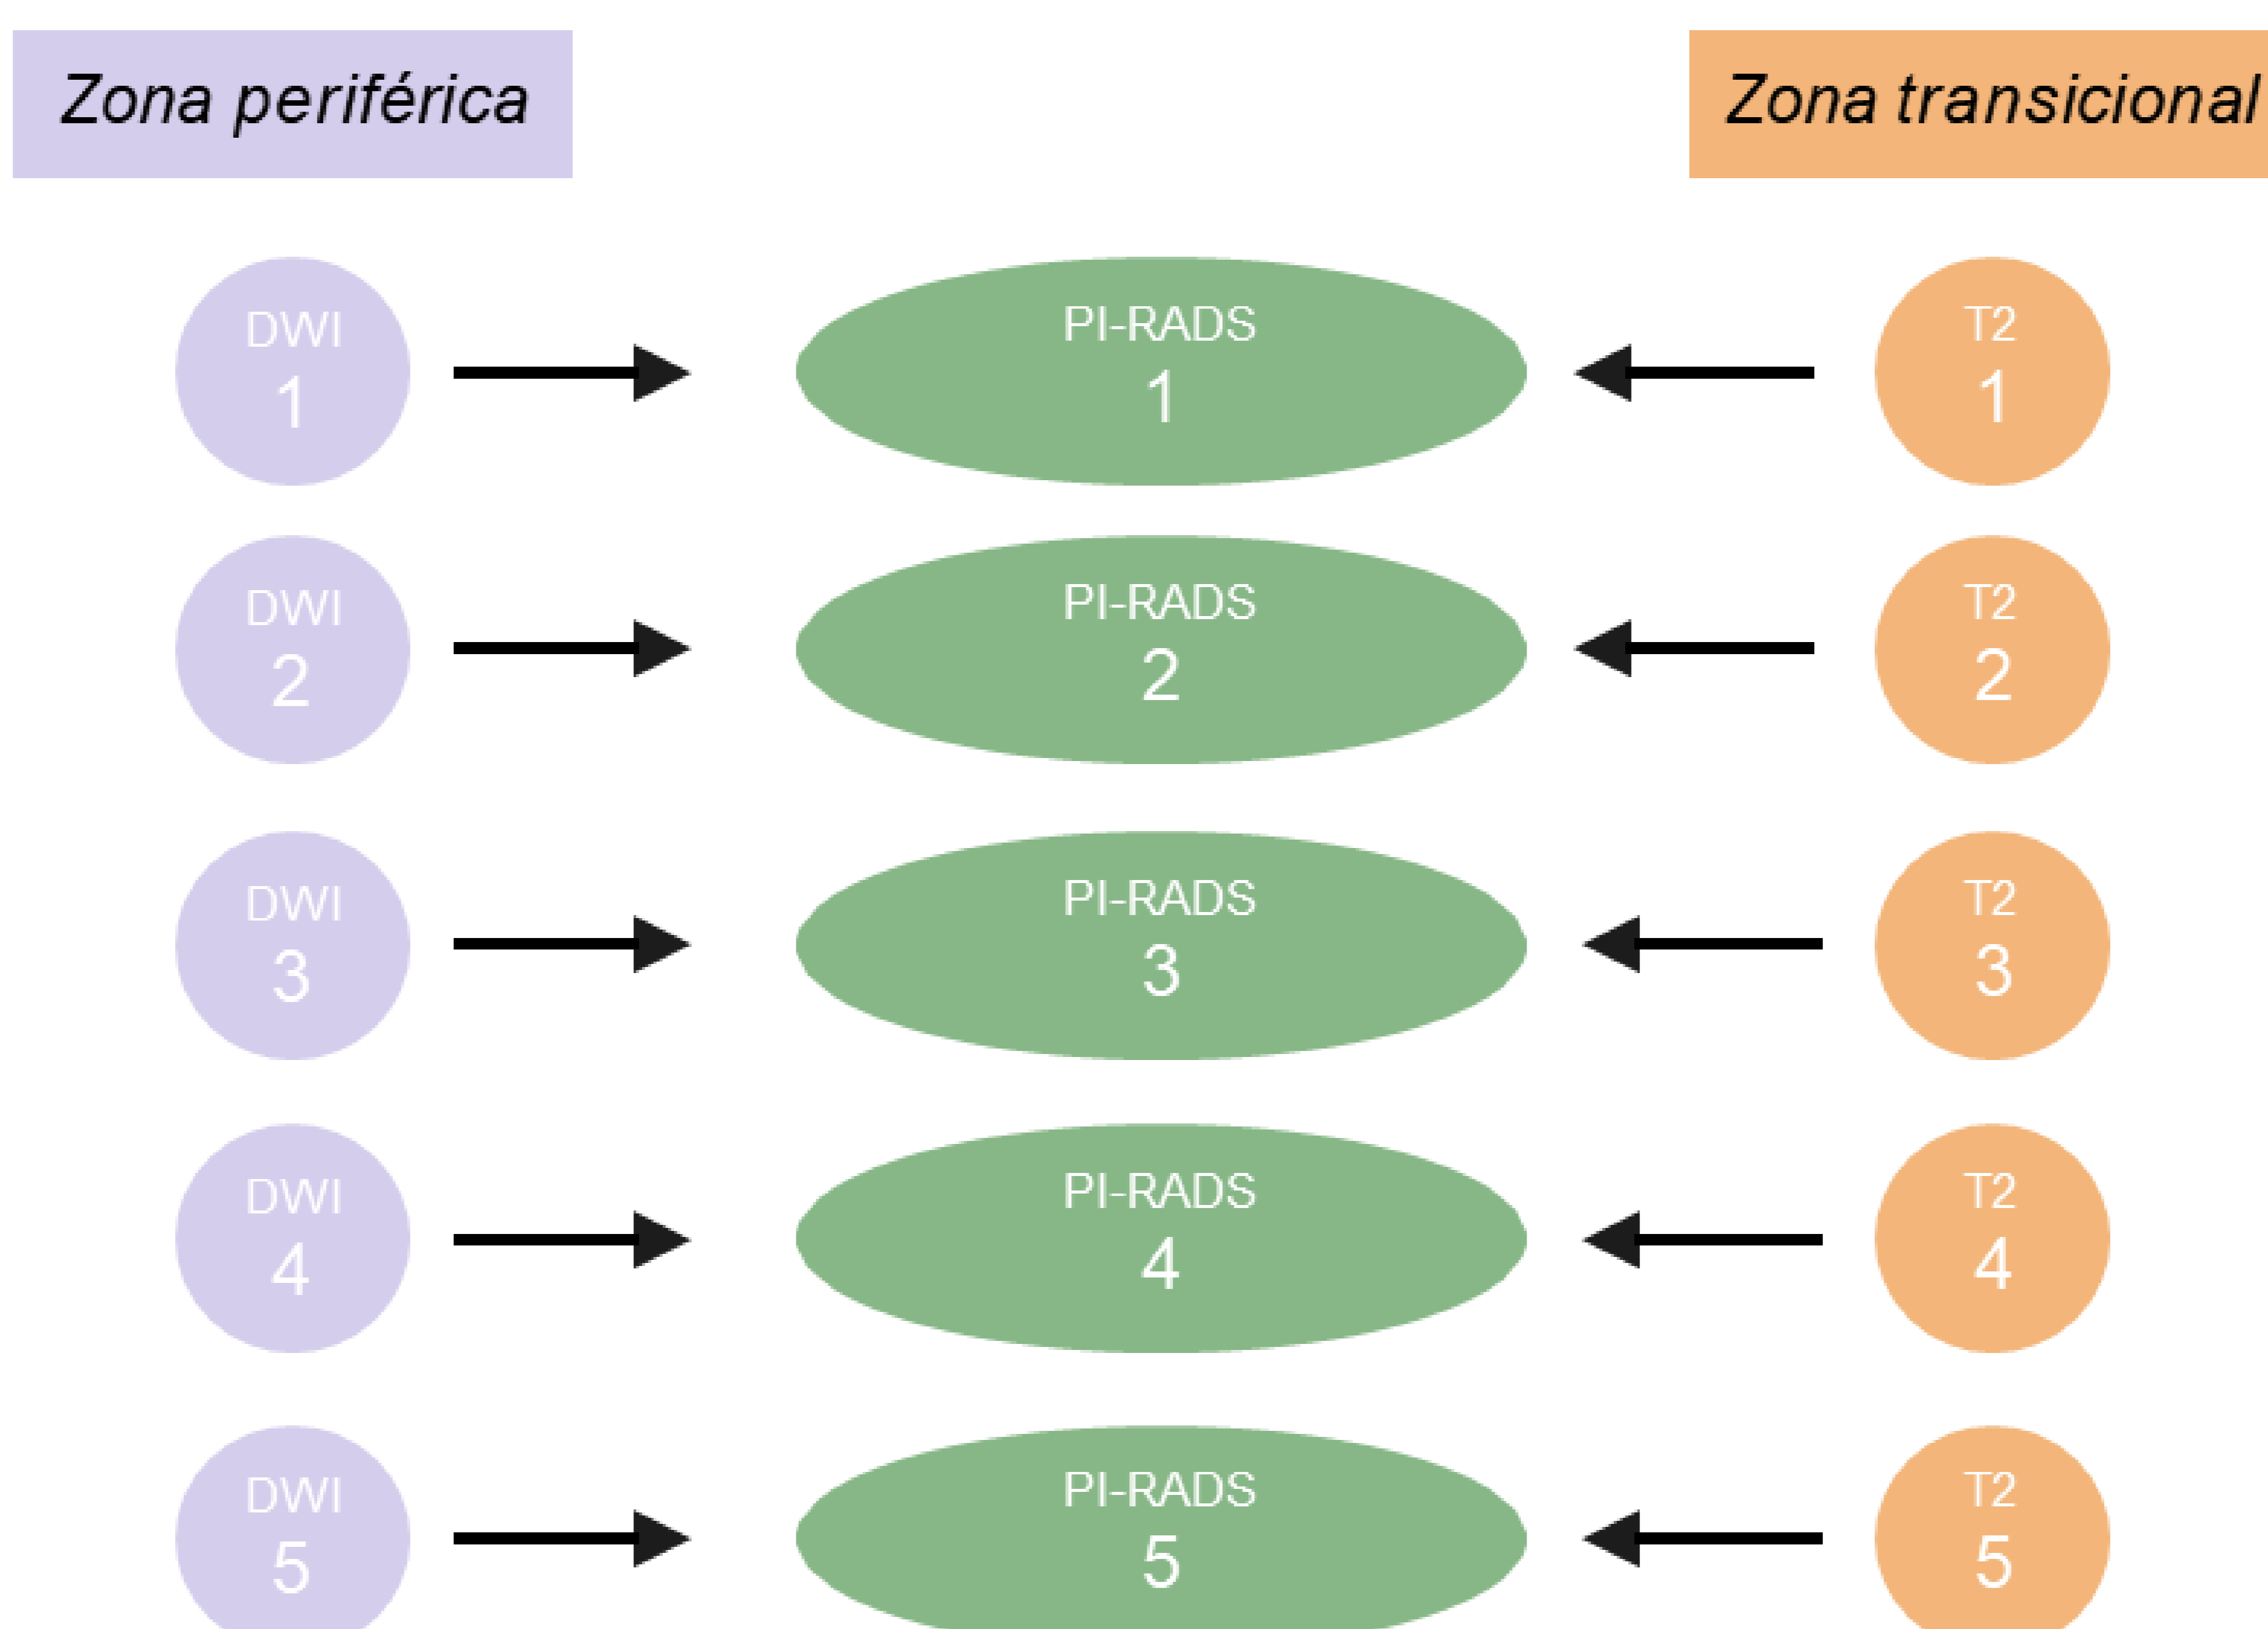 Zona periférica
Zona transicional
DWI
1
PI-RADS
1
T2
1
DWI
2
PI-RADS
2
T2
2
DWI
3
PI-RADS
3
T2
3
DWI
4
PI-RADS
4
T2
4
DWI
5
PI-RADS
5
T2
5